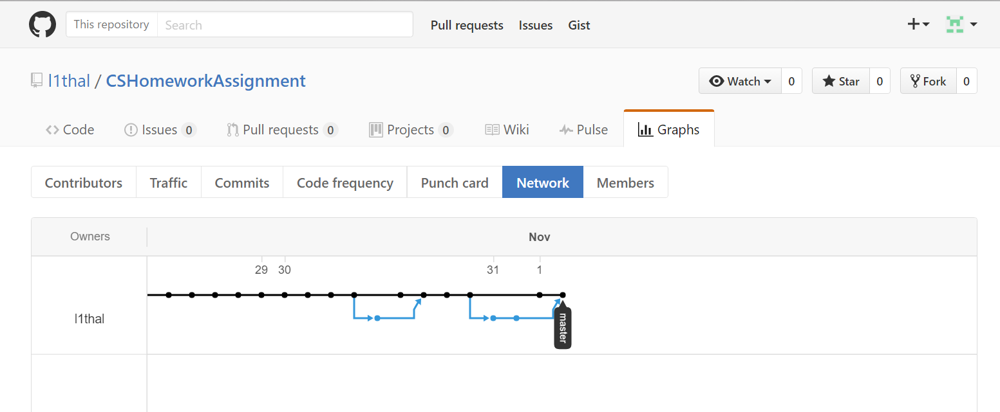 This repository Search Pull requests Issues Gist
l1thal / CSHomeworkAssignment Watch 0 Star 0 Fork 0
Code Issues 0 Pull requests 0 Projects 0 Wiki Pulse Graphs
Contributors Traffic Commits Code frequency Punch card Network Members
Owners Nov
29 30 31 1
l1thal
master